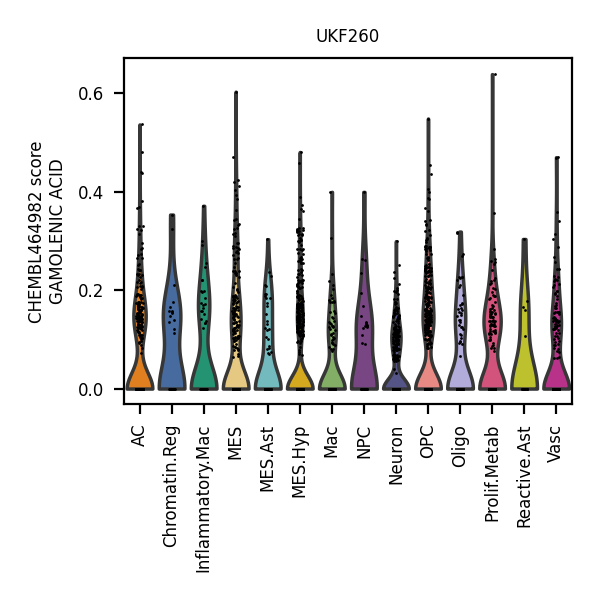 UKF260
CHEMBL464982 score
GAMOLENIC ACID
0.6
0.4
0.2
0.0
AC
Chromatin.Reg
Inflammatory.Mac
MES
MES.Ast
MES.Hyp
Mac
NPC
Neuron
OPC
Oligo
Prolif.Metab
Reactive.Ast
Vasc